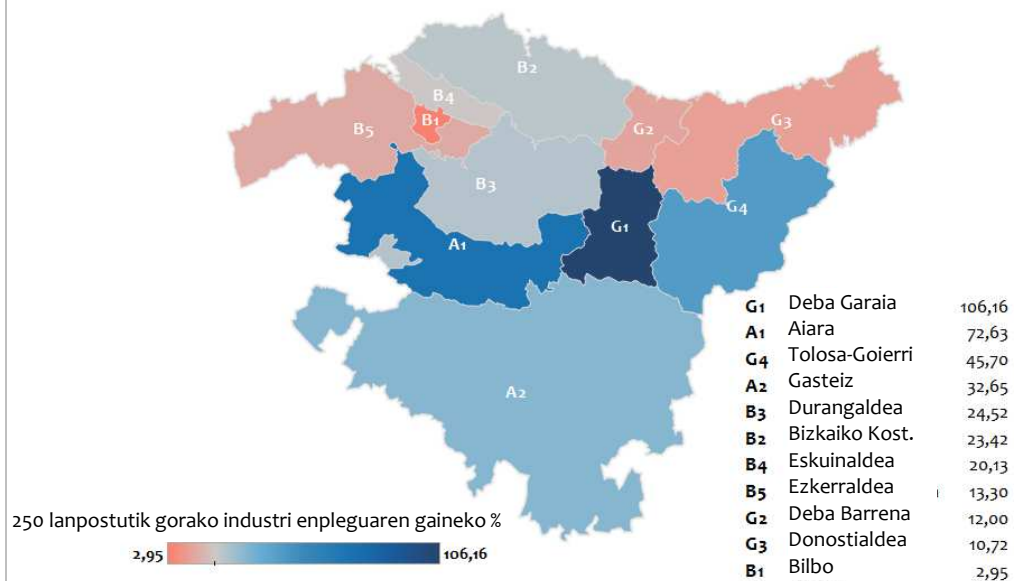 B2
B4
B1
B5
G2
G3
B3
G4
G1
A1
A2
G1 Deba Garaia 106,16
A1 Aiara 72,63
G4 Tolosa-Goierri 45,70
A2 Gasteiz 32,65
B3 Durangaldea 24,52
B2 Bizkaiko Kost. 23,42
B4 Eskuinaldea 20,13
B5 Ezkerraldea 13,30
G2 Deba Barrena 12,00
G3 Donostialdea 10,72
B1 Bilbo 2,95
250 lanpostutik gorako industri enpleguaren gaineko %
2,95 106,16